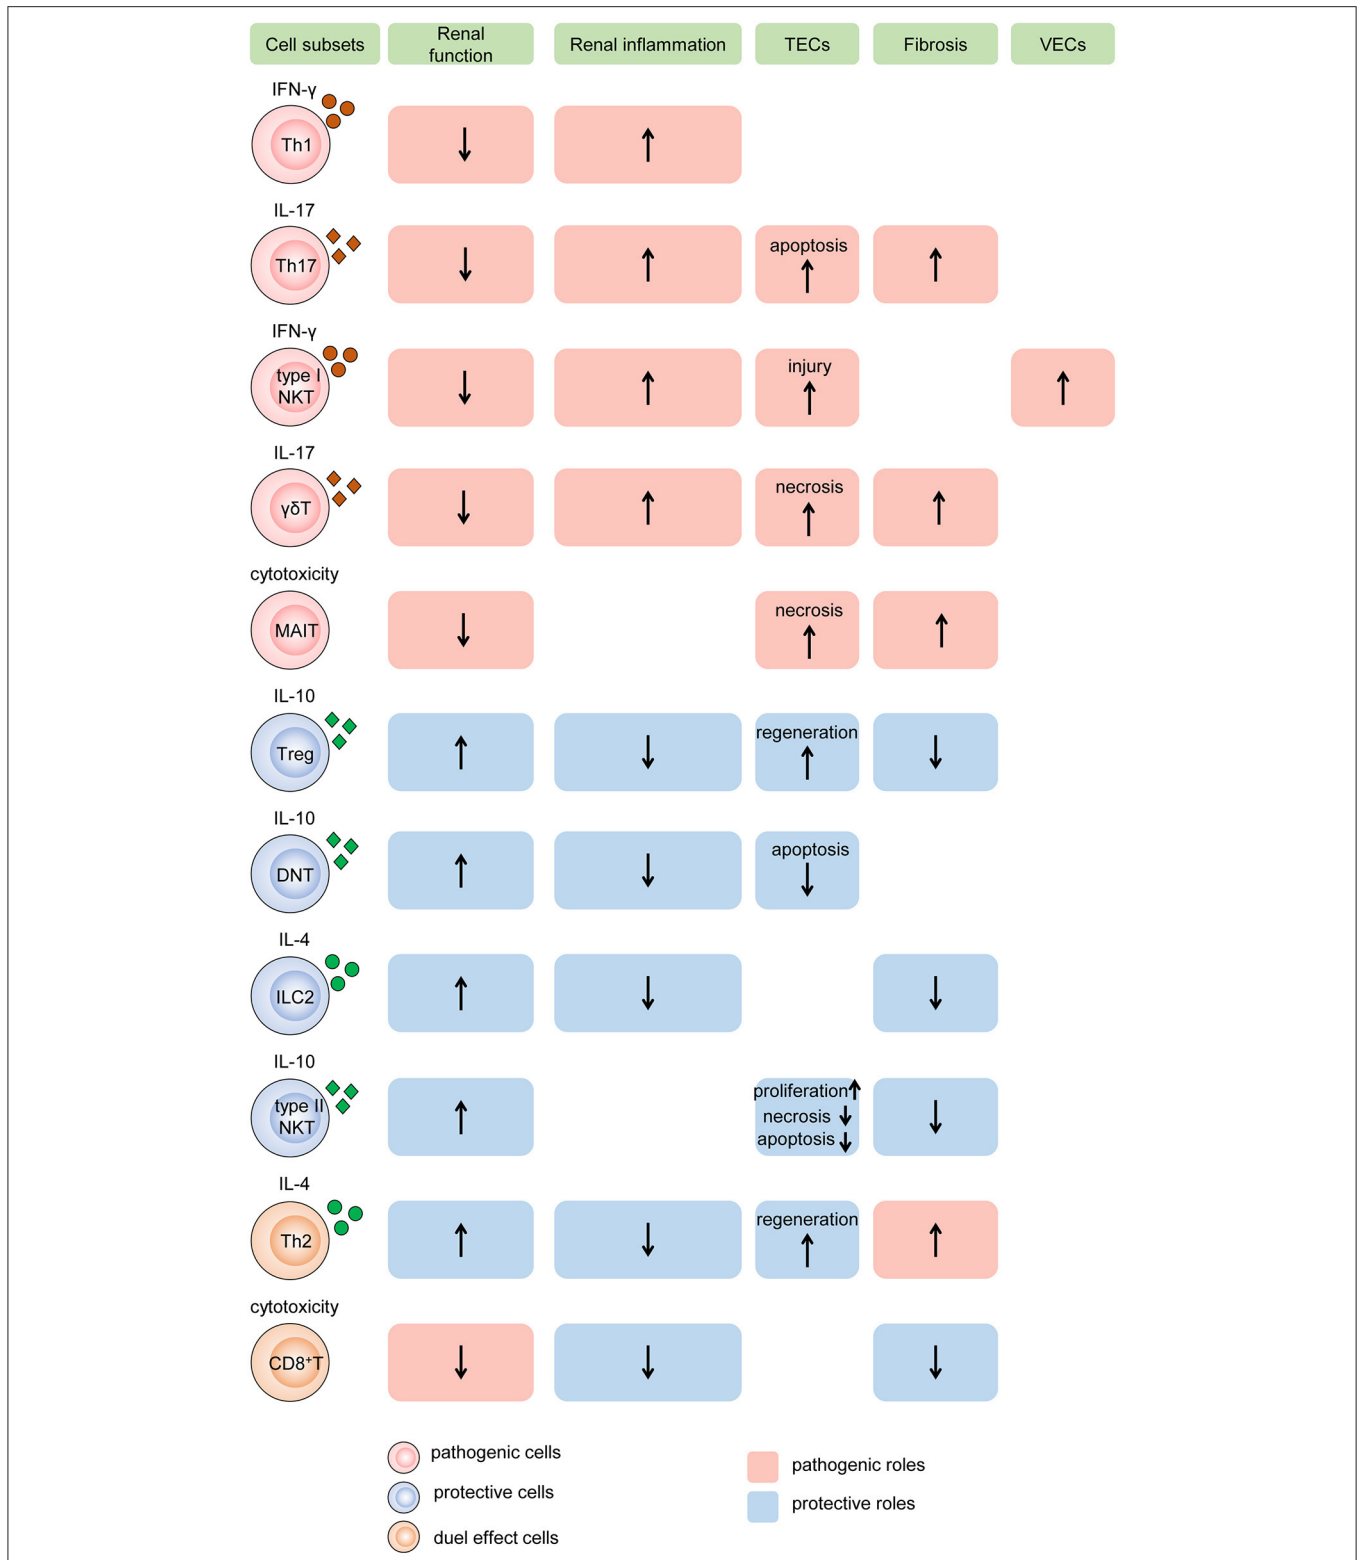 Cell subsets
Renal
function
Renal inflammation
TECs
Fibrosis
VECs
IFN-γ
Th1
IL-17
Th17
apoptosis
IFN-γ
type I
NKT
injury
IL-17
γδT
necrosis
cytotoxicity
MAIT
necrosis
IL-10
Treg
regeneration
IL-10
DNT
apoptosis
IL-4
ILC2
IL-10
type II
NKT
proliferation
necrosis
apoptosis
IL-4
Th2
regeneration
cytotoxicity
CD8⁺T
pathogenic cells
protective cells
duel effect cells
pathogenic roles
protective roles